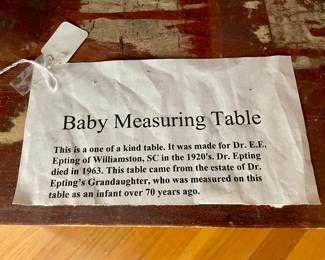 Baby Measuring Table
This is a one of a kind table. It was made for Dr. E.E.
Epting of Williamston, SC in the 1920's. Dr. Epting
died in 1963. This table came from the estate of Dr.
Epting's Grandaughter, who was measured on this
table as an infant over 70 years ago.